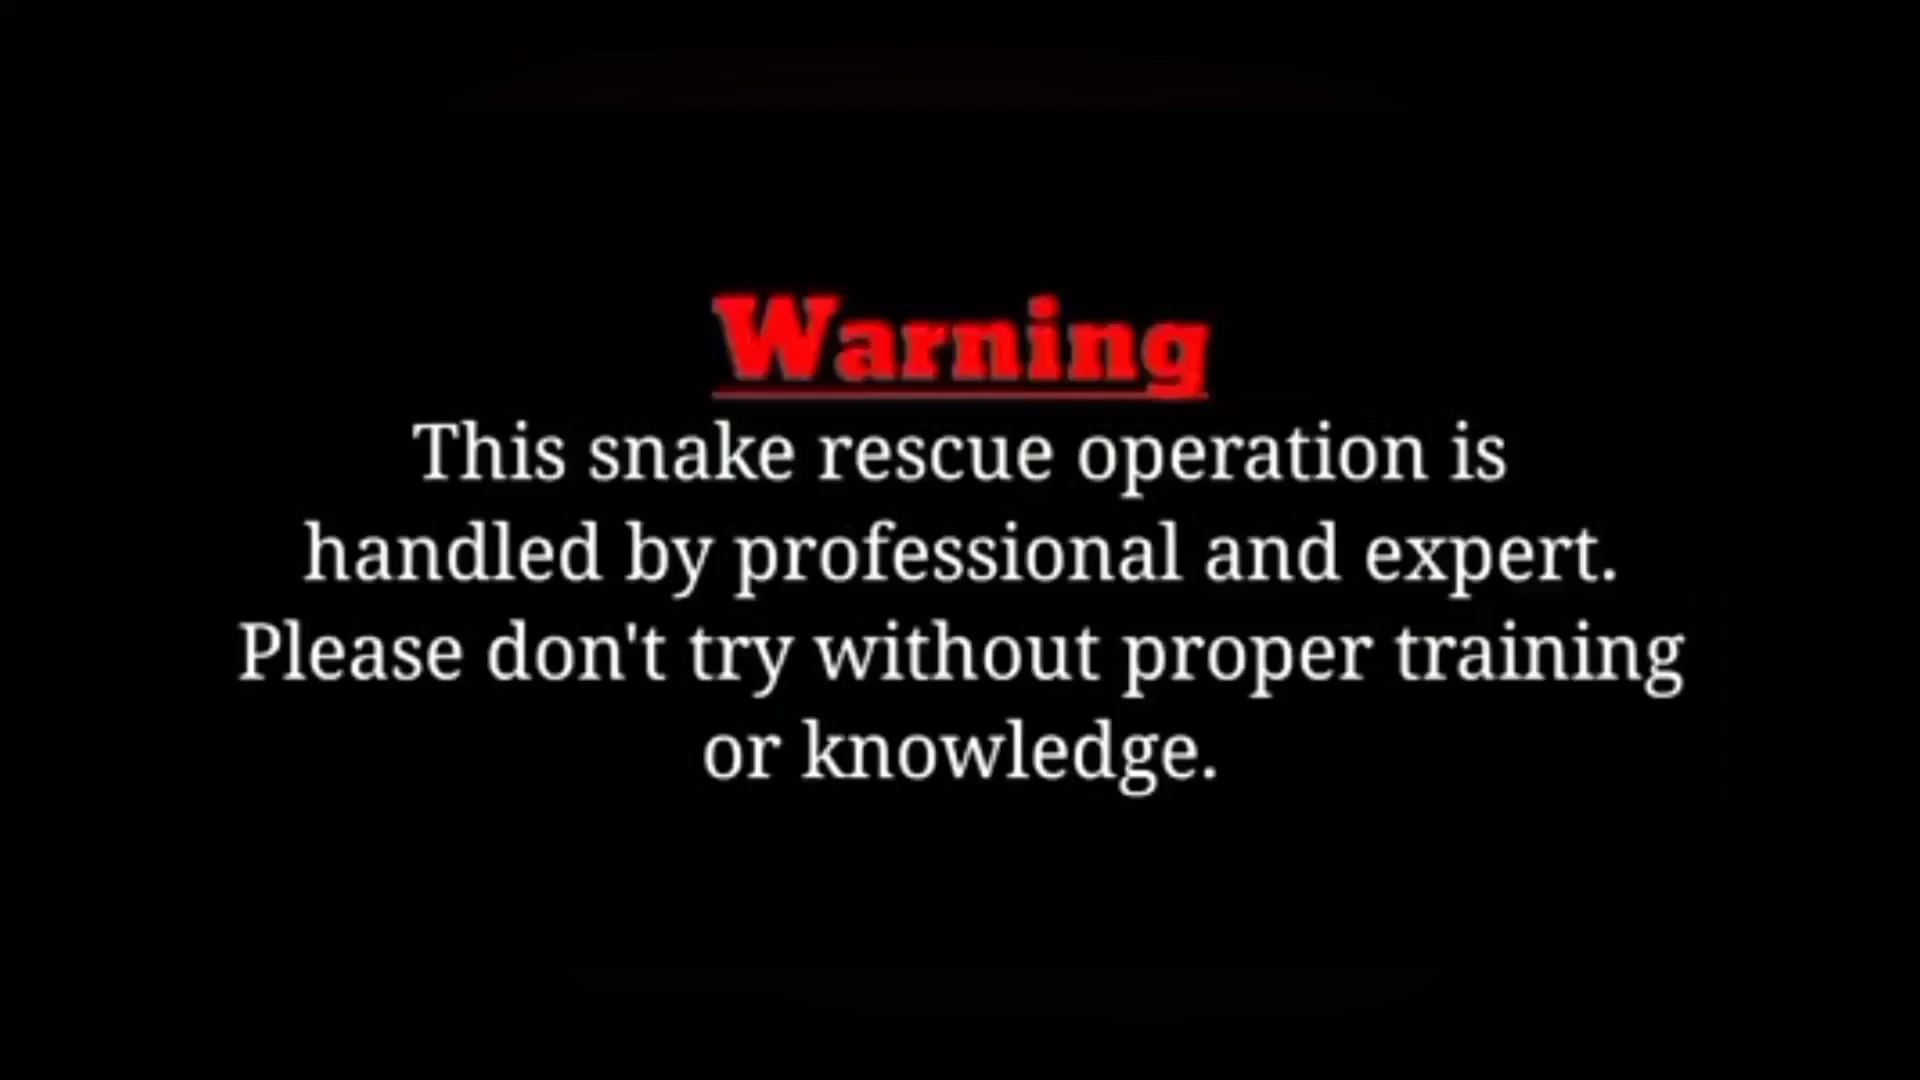 Warning
This snake rescue operation is
handled by professional and expert.
Please don't try without proper training
or knowledge.